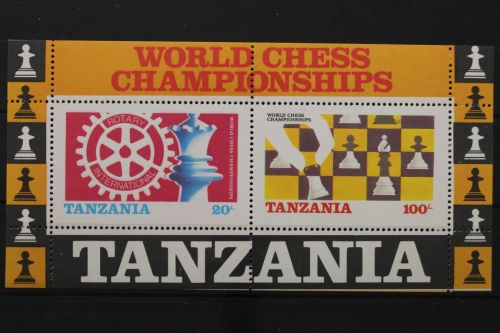 WORLD CHESS
CHAMPIONSHIPS
ROTARY
INTERNATIONAL
WORLD CHESS CHAMPIONSHIPS
TANZANIA
20/-
WORLD CHESS
CHAMPIONSHIPS
TANZANIA
100/-
TANZANIA